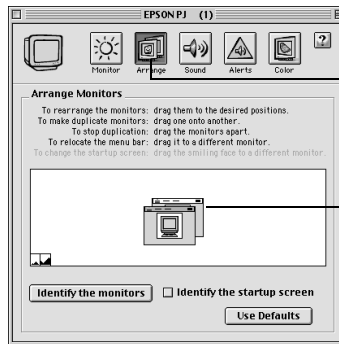 EPSON PJ (1)
Monitor Arrange Sound Alerts Color
?
Arrange Monitors
To rearrange the monitors: drag them to the desired positions.
To make duplicate monitors: drag one onto another.
To stop duplication: drag the monitors apart.
To relocate the menu bar: drag it to a different monitor.
To change the startup screen: drag the smiling face to a different monitor.
Identify the monitors Identify the startup screen
Use Defaults